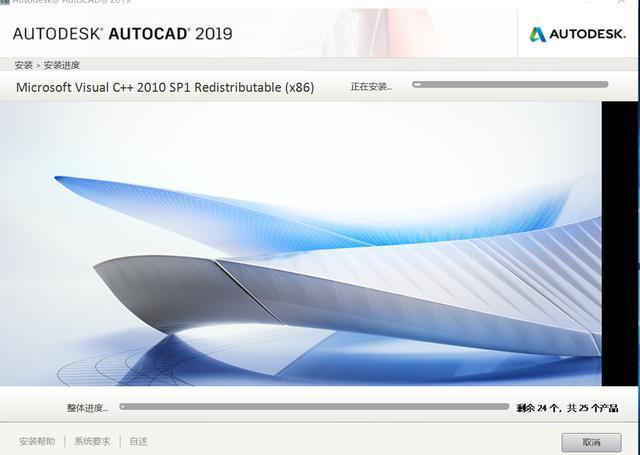 Autodesk® AutoCAD® 2019
AUTODESK® AUTOCAD® 2019
AUTODESK.
安装 > 安装进度
Microsoft Visual C++ 2010 SP1 Redistributable (x86)
正在安装...
整体进度...
剩余 24 个，共 25 个产品
安装帮助
系统要求
自述
取消